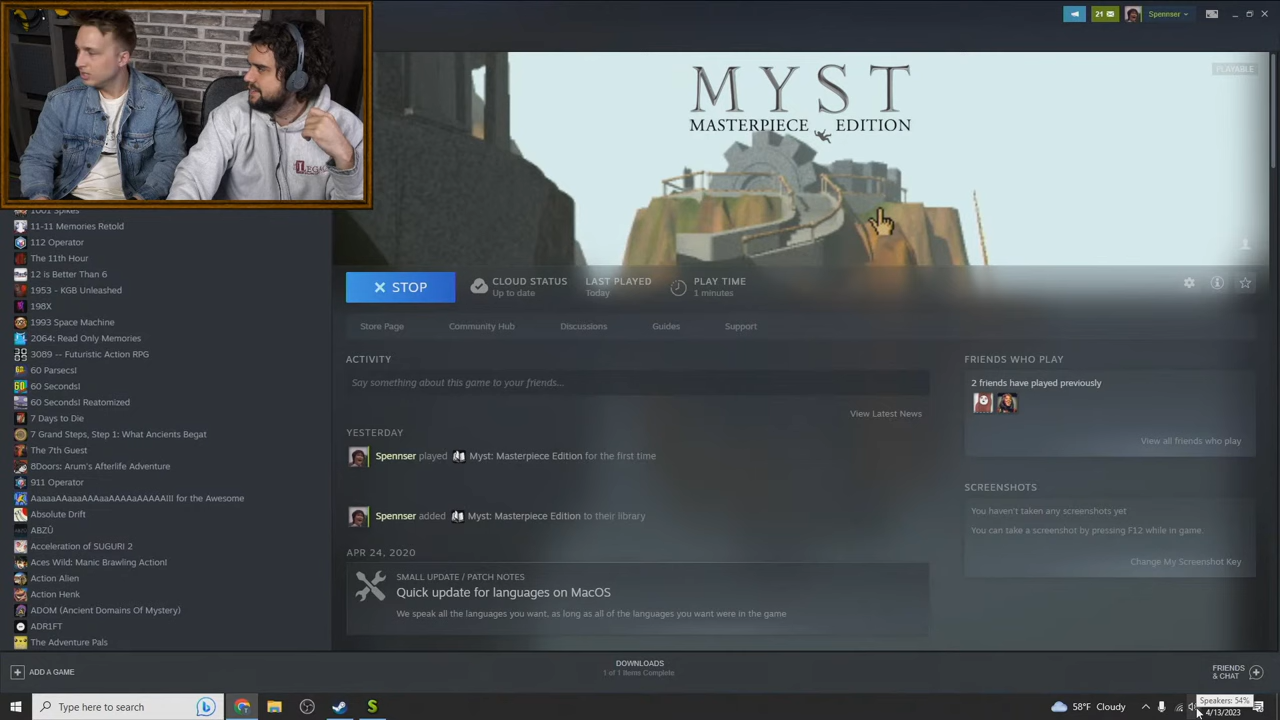 21
Spennser
MYST
MASTERPIECE EDITION
PLAYABLE
LEGAC
1001 Spikes
11-11 Memories Retold
112 Operator
The 11th Hour
12 is Better Than 6
1953 - KGB Unleashed
198X
1993 Space Machine
2064: Read Only Memories
3089 -- Futuristic Action RPG
60 Parsecs!
60 Seconds!
60 Seconds! Reatomized
7 Days to Die
7 Grand Steps, Step 1: What Ancients Begat
The 7th Guest
8Doors: Arum's Afterlife Adventure
911 Operator
AaaaaAAaaaAAAaaAAAAaAAAAA!!! for the Awesome
Absolute Drift
ABZÛ
Acceleration of SUGURI 2
Aces Wild: Manic Brawling Action!
Action Alien
Action Henk
ADOM (Ancient Domains Of Mystery)
ADR1FT
The Adventure Pals
STOP
CLOUD STATUS
Up to date
LAST PLAYED
Today
PLAY TIME
1 minutes
Store Page
Community Hub
Discussions
Guides
Support
ACTIVITY
Say something about this game to your friends...
View Latest News
YESTERDAY
Spennser played Myst: Masterpiece Edition for the first time
Spennser added Myst: Masterpiece Edition to their library
APR 24, 2020
SMALL UPDATE / PATCH NOTES
Quick update for languages on MacOS
We speak all the languages you want, as long as all of the languages you want were in the game
FRIENDS WHO PLAY
2 friends have played previously
View all friends who play
SCREENSHOTS
You haven't taken any screenshots yet
You can take a screenshot by pressing F12 while in game.
Change My Screenshot Key
ADD A GAME
DOWNLOADS
1 of 1 Items Complete
FRIENDS
& CHAT
Type here to search
58°F Cloudy
Speakers: 54%
4/13/2023